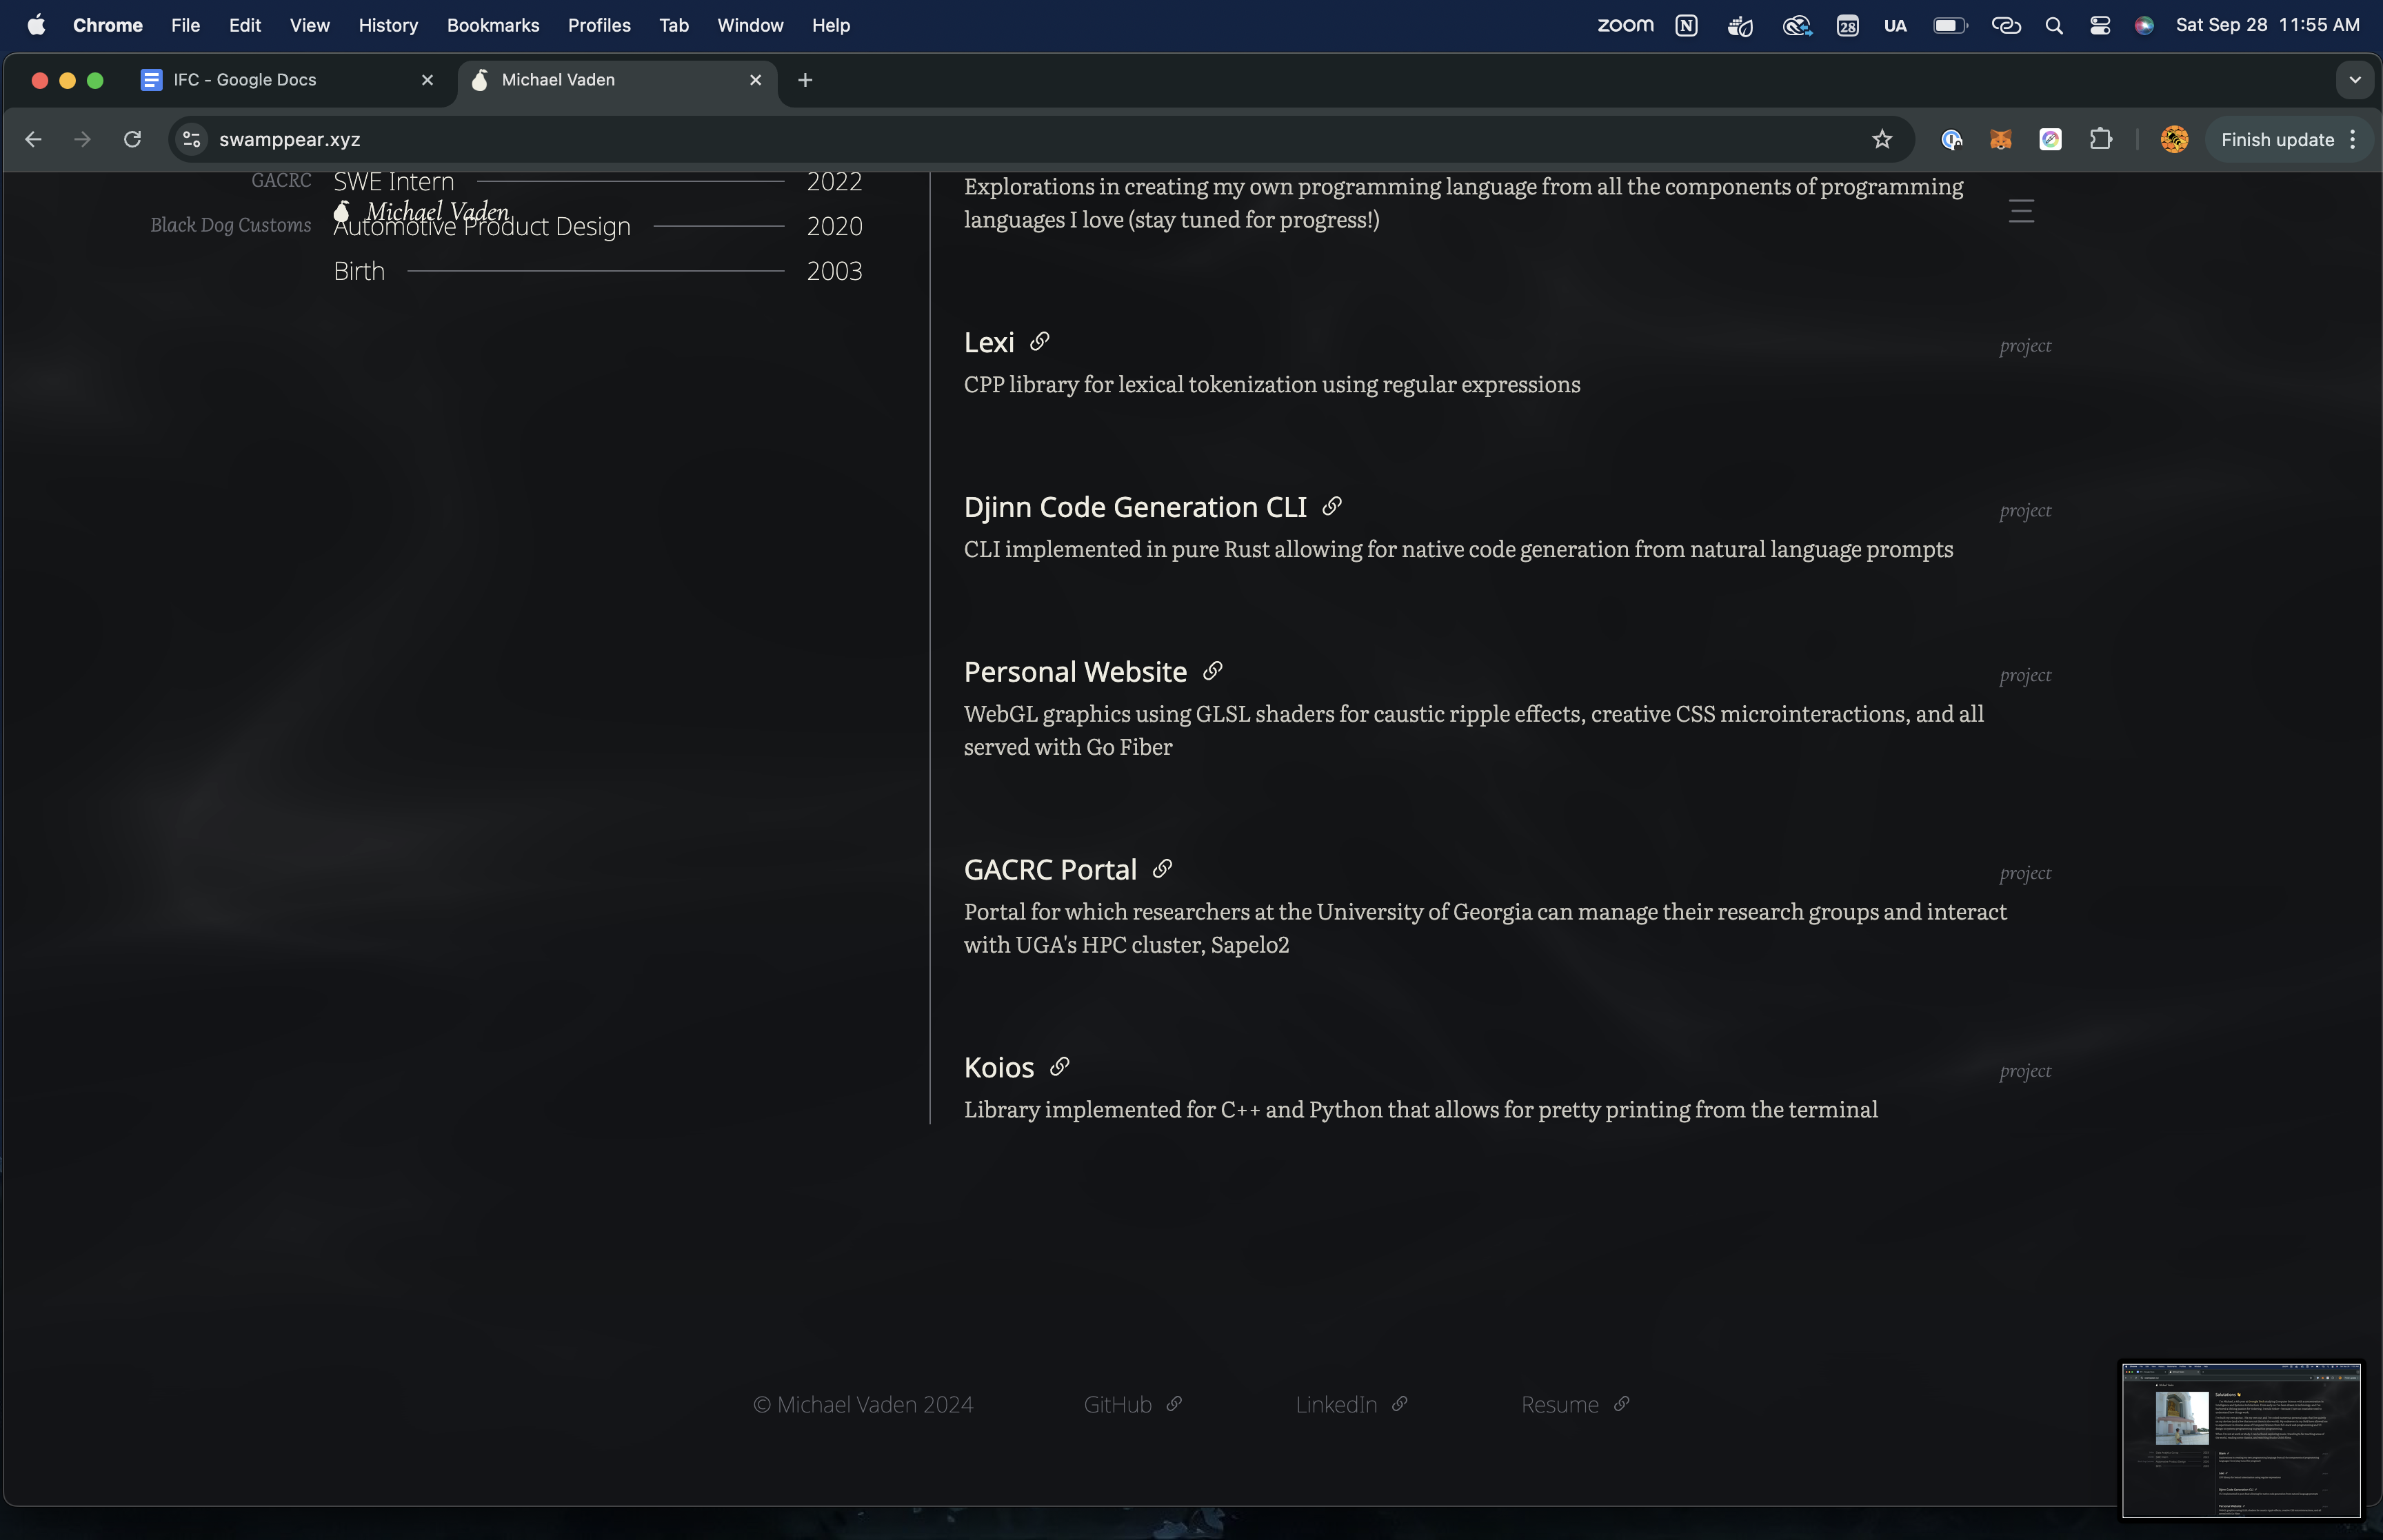 Chrome File Edit View History Bookmarks Profiles Tab Window Help
zoom N 28 UA Sat Sep 28 11:55 AM
IFC - Google Docs
Michael Vaden
swamppear.xyz
Finish update
GACRC SWE Intern 2022
Michael Vaden
Black Dog Customs Automotive Product Design 2020
Birth 2003
Explorations in creating my own programming language from all the components of programming
languages I love (stay tuned for progress!)
Lexi project
CPP library for lexical tokenization using regular expressions
Djinn Code Generation CLI project
CLI implemented in pure Rust allowing for native code generation from natural language prompts
Personal Website project
WebGL graphics using GLSL shaders for caustic ripple effects, creative CSS microinteractions, and all
served with Go Fiber
GACRC Portal project
Portal for which researchers at the University of Georgia can manage their research groups and interact
with UGA's HPC cluster, Sapelo2
Koios project
Library implemented for C++ and Python that allows for pretty printing from the terminal
© Michael Vaden 2024 GitHub LinkedIn Resume